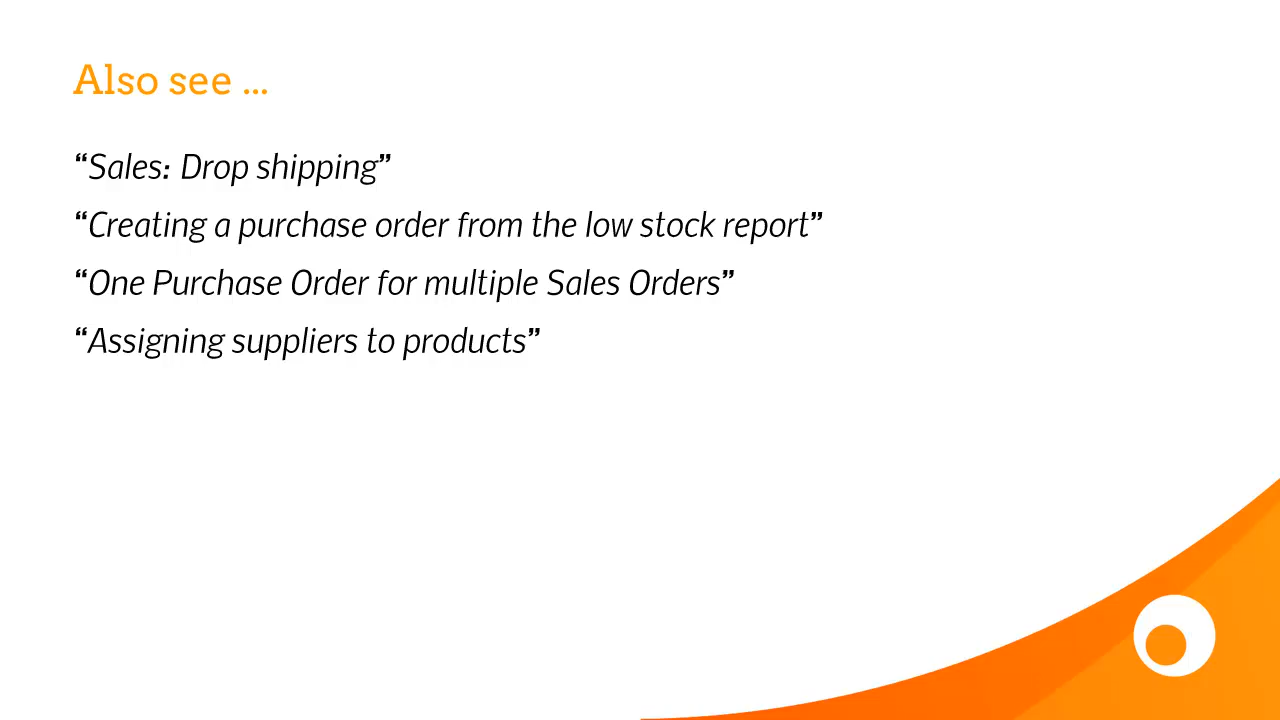 Also see ...
“Sales: Drop shipping”
“Creating a purchase order from the low stock report”
“One Purchase Order for multiple Sales Orders”
“Assigning suppliers to products”